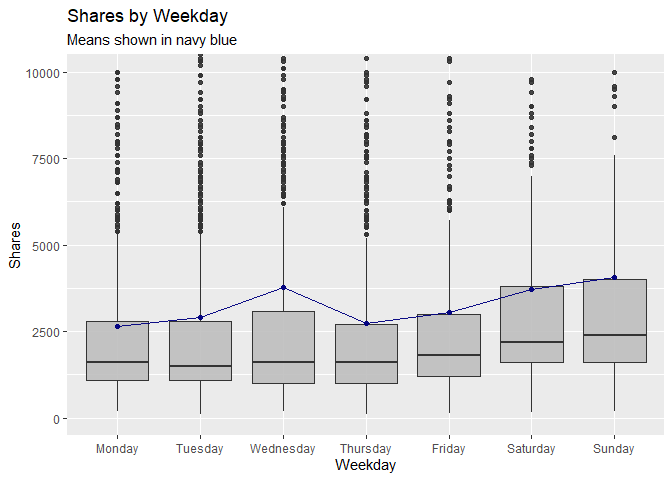 Shares by Weekday
Means shown in navy blue
10000
7500
5000
2500
0
Shares
Monday Tuesday Wednesday Thursday Friday Saturday Sunday
Weekday